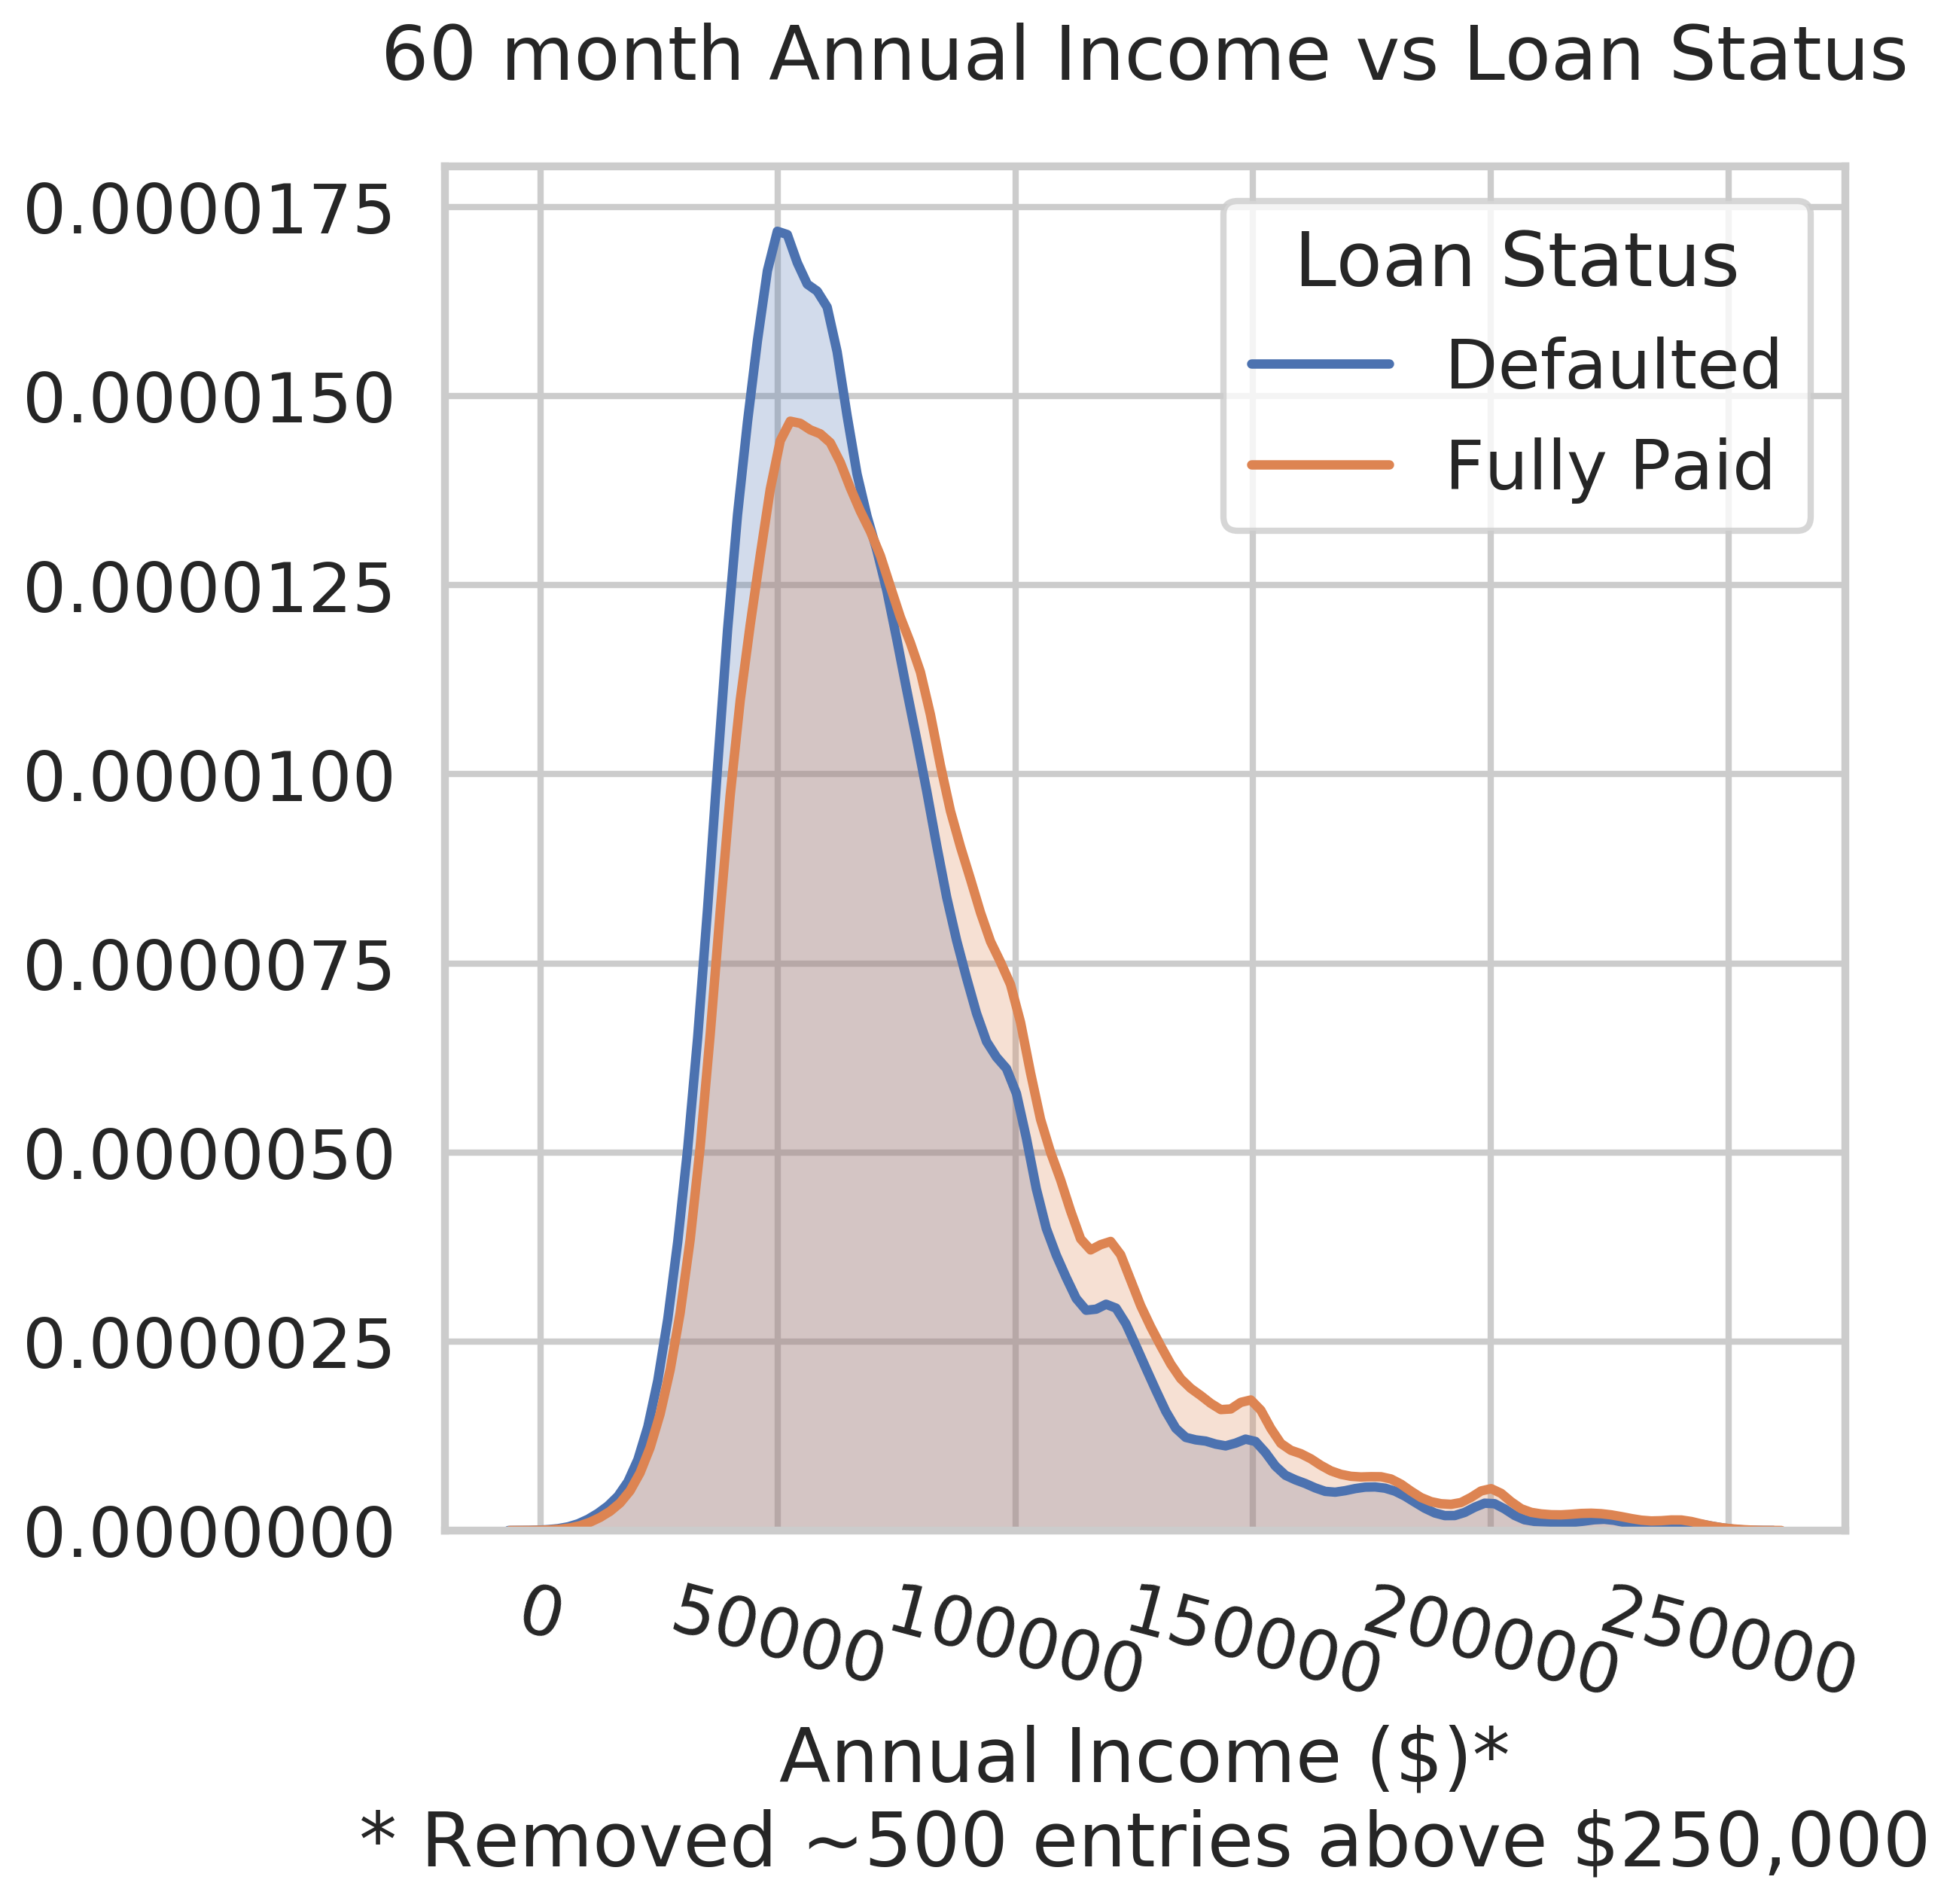 60 month Annual Income vs Loan Status
0.0000175
0.0000150
0.0000125
0.0000100
0.0000075
0.0000050
0.0000025
0.0000000
Loan Status
Defaulted
Fully Paid
0 50000 100000 150000 200000 250000
Annual Income ($)*
* Removed ~500 entries above $250,000